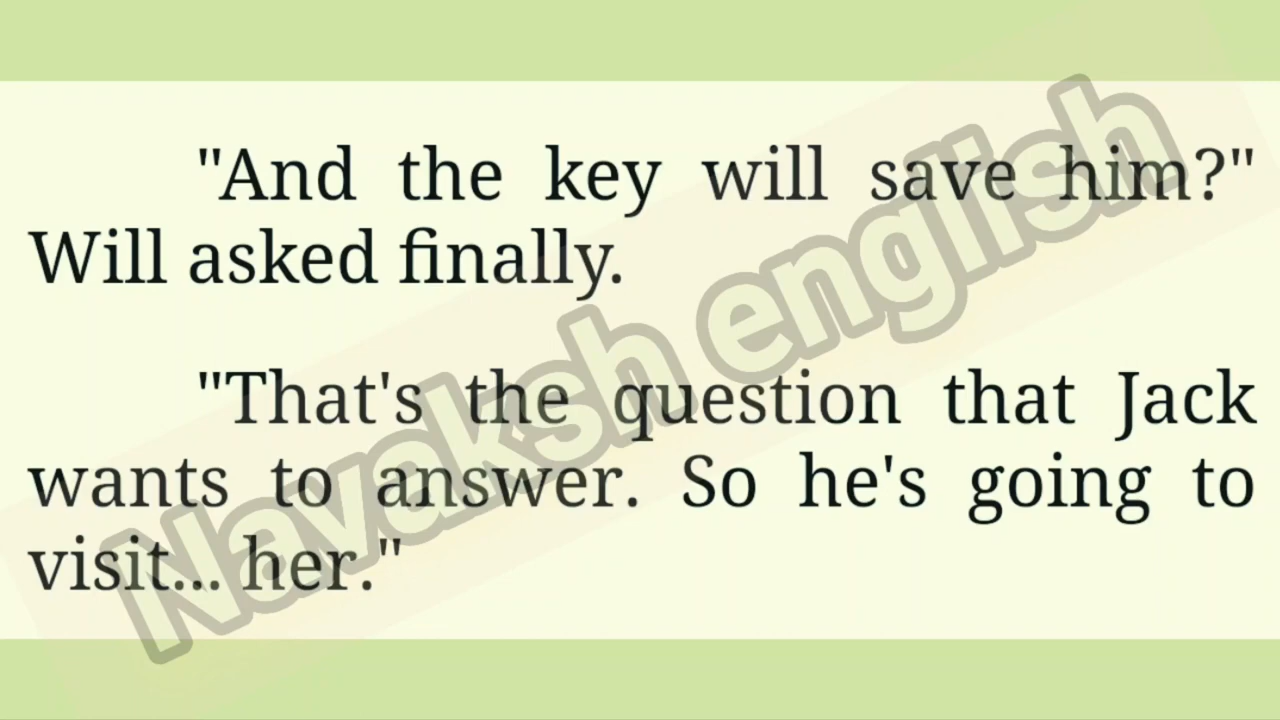 "And the key will save him?"
Will asked finally.
"That's the question that Jack
wants to answer. So he's going to
visit... her."
Navaksh english